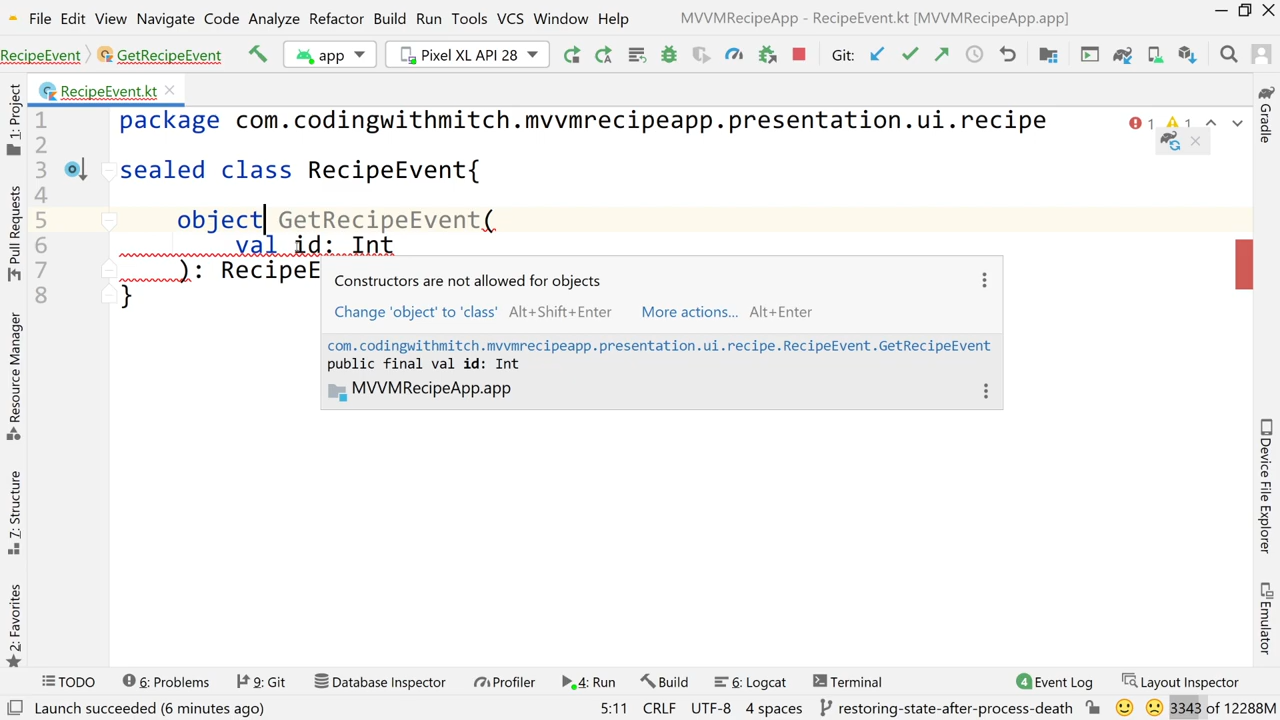 File Edit View Navigate Code Analyze Refactor Build Run Tools VCS Window Help MVVMRecipeApp - RecipeEvent.kt [MVVMRecipeApp.app]
RecipeEvent GetRecipeEvent app Pixel XL API 28 Git:
RecipeEvent.kt
1 package com.codingwithmitch.mvvmrecipeapp.presentation.ui.recipe
1 1
2
3 sealed class RecipeEvent{
4
5 object GetRecipeEvent(
6 val id: Int
7 ): RecipeE
8 }
Constructors are not allowed for objects
Change 'object' to 'class' Alt+Shift+Enter More actions... Alt+Enter
com.codingwithmitch.mvvmrecipeapp.presentation.ui.recipe.RecipeEvent.GetRecipeEvent
public final val id: Int
MVVMRecipeApp.app
1: Project
Pull Requests
Resource Manager
7: Structure
2: Favorites
Gradle
Device File Explorer
Emulator
TODO 6: Problems 9: Git Database Inspector Profiler 4: Run Build 6: Logcat Terminal 4 Event Log Layout Inspector
Launch succeeded (6 minutes ago) 5:11 CRLF UTF-8 4 spaces restoring-state-after-process-death 3343 of 12288M